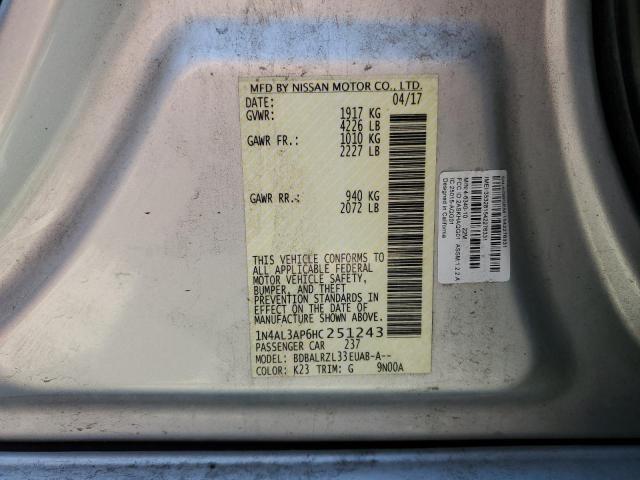 MFD BY NISSAN MOTOR CO., LTD.
DATE: 04/17
GVWR: 1917 KG
4226 LB
GAWR FR.: 1010 KG
2227 LB
GAWR RR.: 940 KG
2072 LB
THIS VEHICLE CONFORMS TO
ALL APPLICABLE FEDERAL
MOTOR VEHICLE SAFETY,
BUMPER, AND THEFT
PREVENTION STANDARDS IN
EFFECT ON THE DATE OF
MANUFACTURE SHOWN ABOVE.
1N4AL3AP6HC251243
PASSENGER CAR 237
MODEL: BDBALRZL33EUAB-A--
COLOR: K23 TRIM: G 9N00A
Designed in California